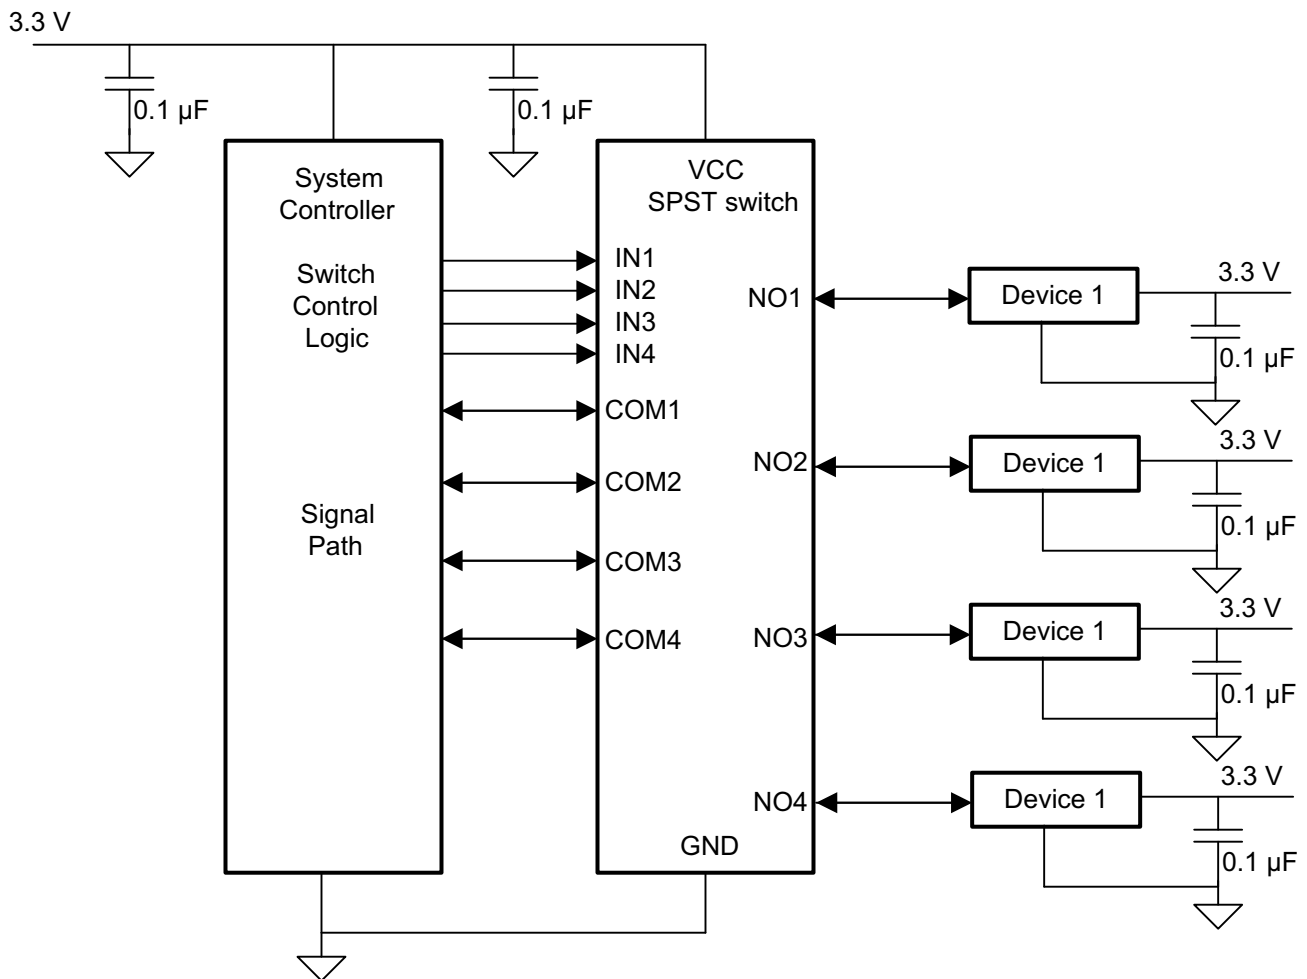 3.3 V
0.1 µF
0.1 µF
System
Controller
Switch
Control
Logic
Signal
Path
VCC
SPST switch
IN1
IN2
IN3
IN4
COM1
COM2
COM3
COM4
NO1
NO2
NO3
NO4
GND
Device 1
3.3 V
0.1 µF
Device 1
3.3 V
0.1 µF
Device 1
3.3 V
0.1 µF
Device 1
3.3 V
0.1 µF